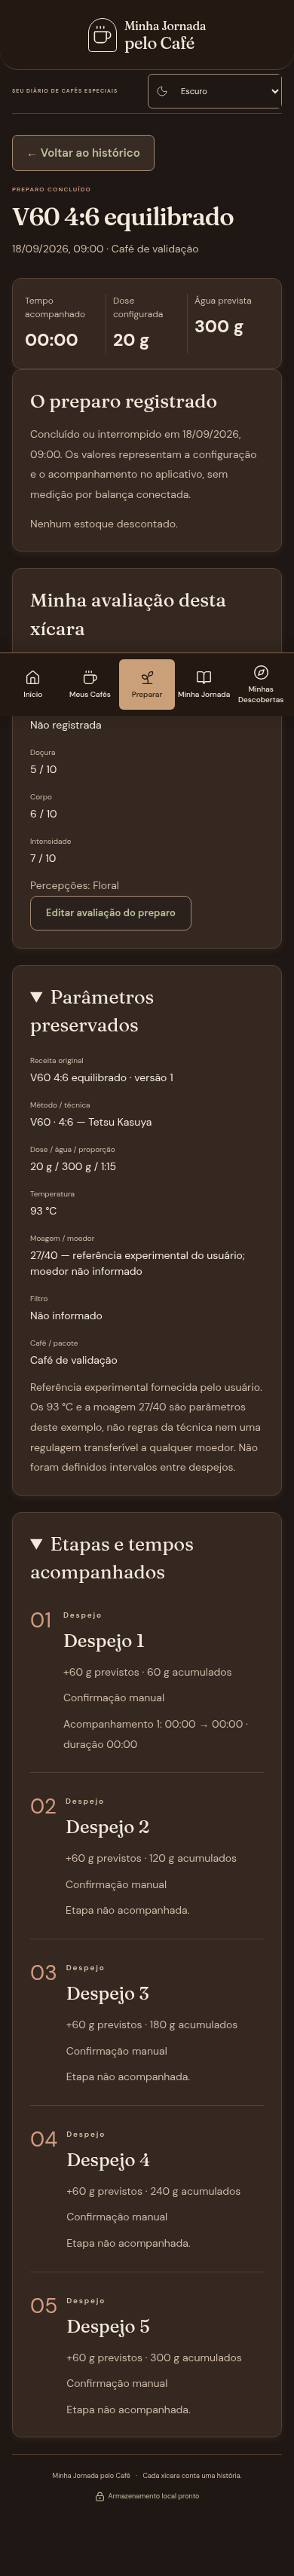 Minha Jornada
pelo Café
SEU DIÁRIO DE CAFÉS ESPECIAIS
Escuro
← Voltar ao histórico
PREPARO CONCLUÍDO
V60 4:6 equilibrado
18/09/2026, 09:00 · Café de validação
Tempo
acompanhado
00:00
Dose
configurada
20 g
Água prevista
300 g
O preparo registrado
Concluído ou interrompido em 18/09/2026,
09:00. Os valores representam a configuração
e o acompanhamento no aplicativo, sem
medição por balança conectada.
Nenhum estoque descontado.
Minha avaliação desta
xícara
Início
Meus Cafés
Preparar
Minha Jornada
Minhas
Descobertas
Não registrada
Doçura
5 / 10
Corpo
6 / 10
Intensidade
7 / 10
Percepções: Floral
Editar avaliação do preparo
▼ Parâmetros
preservados
Receita original
V60 4:6 equilibrado · versão 1
Método / técnica
V60 · 4:6 — Tetsu Kasuya
Dose / água / proporção
20 g / 300 g / 1:15
Temperatura
93 °C
Moagem / moedor
27/40 — referência experimental do usuário;
moedor não informado
Filtro
Não informado
Café / pacote
Café de validação
Referência experimental fornecida pelo usuário.
Os 93 °C e a moagem 27/40 são parâmetros
deste exemplo, não regras da técnica nem uma
regulagem transferível a qualquer moedor. Não
foram definidos intervalos entre despejos.
▼ Etapas e tempos
acompanhados
01
Despejo
Despejo 1
+60 g previstos · 60 g acumulados
Confirmação manual
Acompanhamento 1: 00:00 → 00:00 ·
duração 00:00
02
Despejo
Despejo 2
+60 g previstos · 120 g acumulados
Confirmação manual
Etapa não acompanhada.
03
Despejo
Despejo 3
+60 g previstos · 180 g acumulados
Confirmação manual
Etapa não acompanhada.
04
Despejo
Despejo 4
+60 g previstos · 240 g acumulados
Confirmação manual
Etapa não acompanhada.
05
Despejo
Despejo 5
+60 g previstos · 300 g acumulados
Confirmação manual
Etapa não acompanhada.
Minha Jornada pelo Café · Cada xícara conta uma história.
Armazenamento local pronto